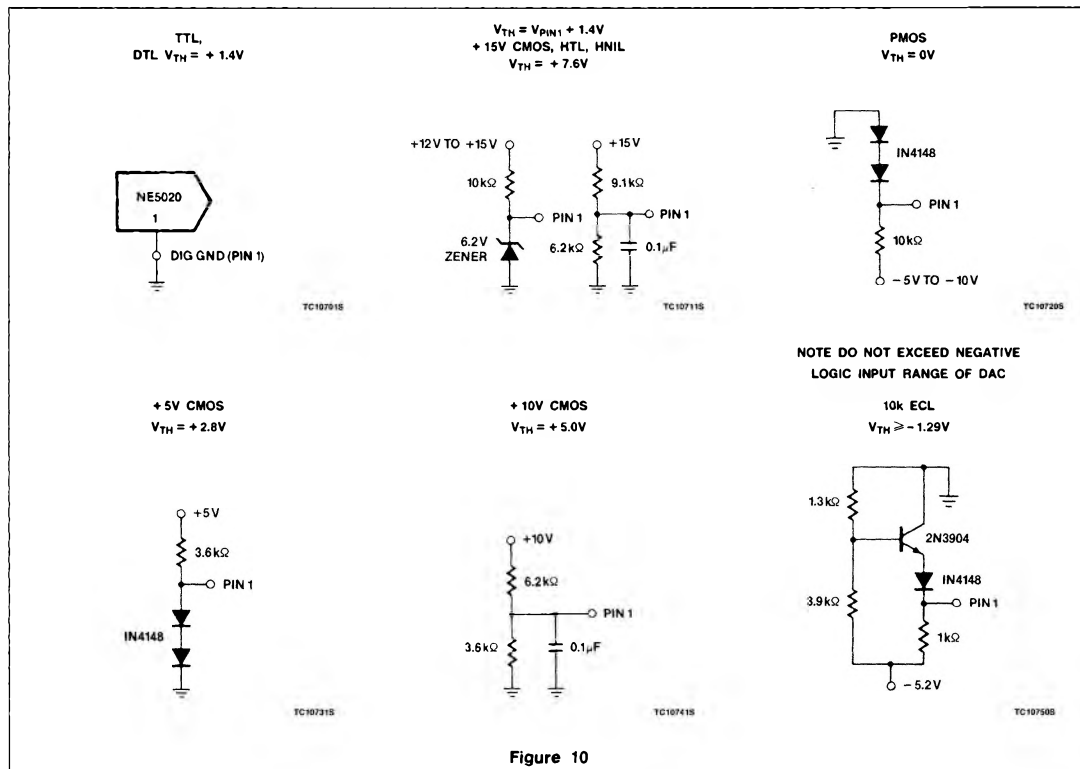 TTL,
DTL V_TH = + 1.4V
NE5020
1
DIG GND (PIN 1)
TC10701S
V_TH = V_PIN1 + 1.4V
+ 15V CMOS, HTL, HNIL
V_TH = + 7.6V
+12V TO +15V
10kΩ
PIN 1
6.2V
ZENER
+15V
9.1kΩ
PIN 1
6.2kΩ
0.1μF
TC10711S
PMOS
V_TH = 0V
IN4148
PIN 1
10kΩ
−5V TO −10V
TC10720S
NOTE DO NOT EXCEED NEGATIVE
LOGIC INPUT RANGE OF DAC
+ 5V CMOS
V_TH = + 2.8V
+5V
3.6kΩ
PIN 1
IN4148
TC10731S
+ 10V CMOS
V_TH = + 5.0V
+10V
6.2kΩ
PIN 1
3.6kΩ
0.1μF
TC10741S
10k ECL
V_TH ⩾ −1.29V
1.3kΩ
2N3904
IN4148
3.9kΩ
PIN 1
1kΩ
−5.2V
TC10750S
Figure 10